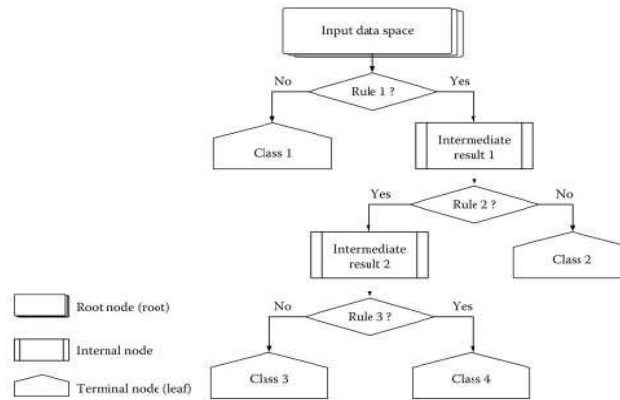 Input data space
No
Yes
Rule 1 ?
Class 1
Intermediate
result 1
Yes
No
Rule 2 ?
Intermediate
result 2
Class 2
No
Yes
Rule 3 ?
Class 3
Class 4
Root node (root)
Internal node
Terminal node (leaf)